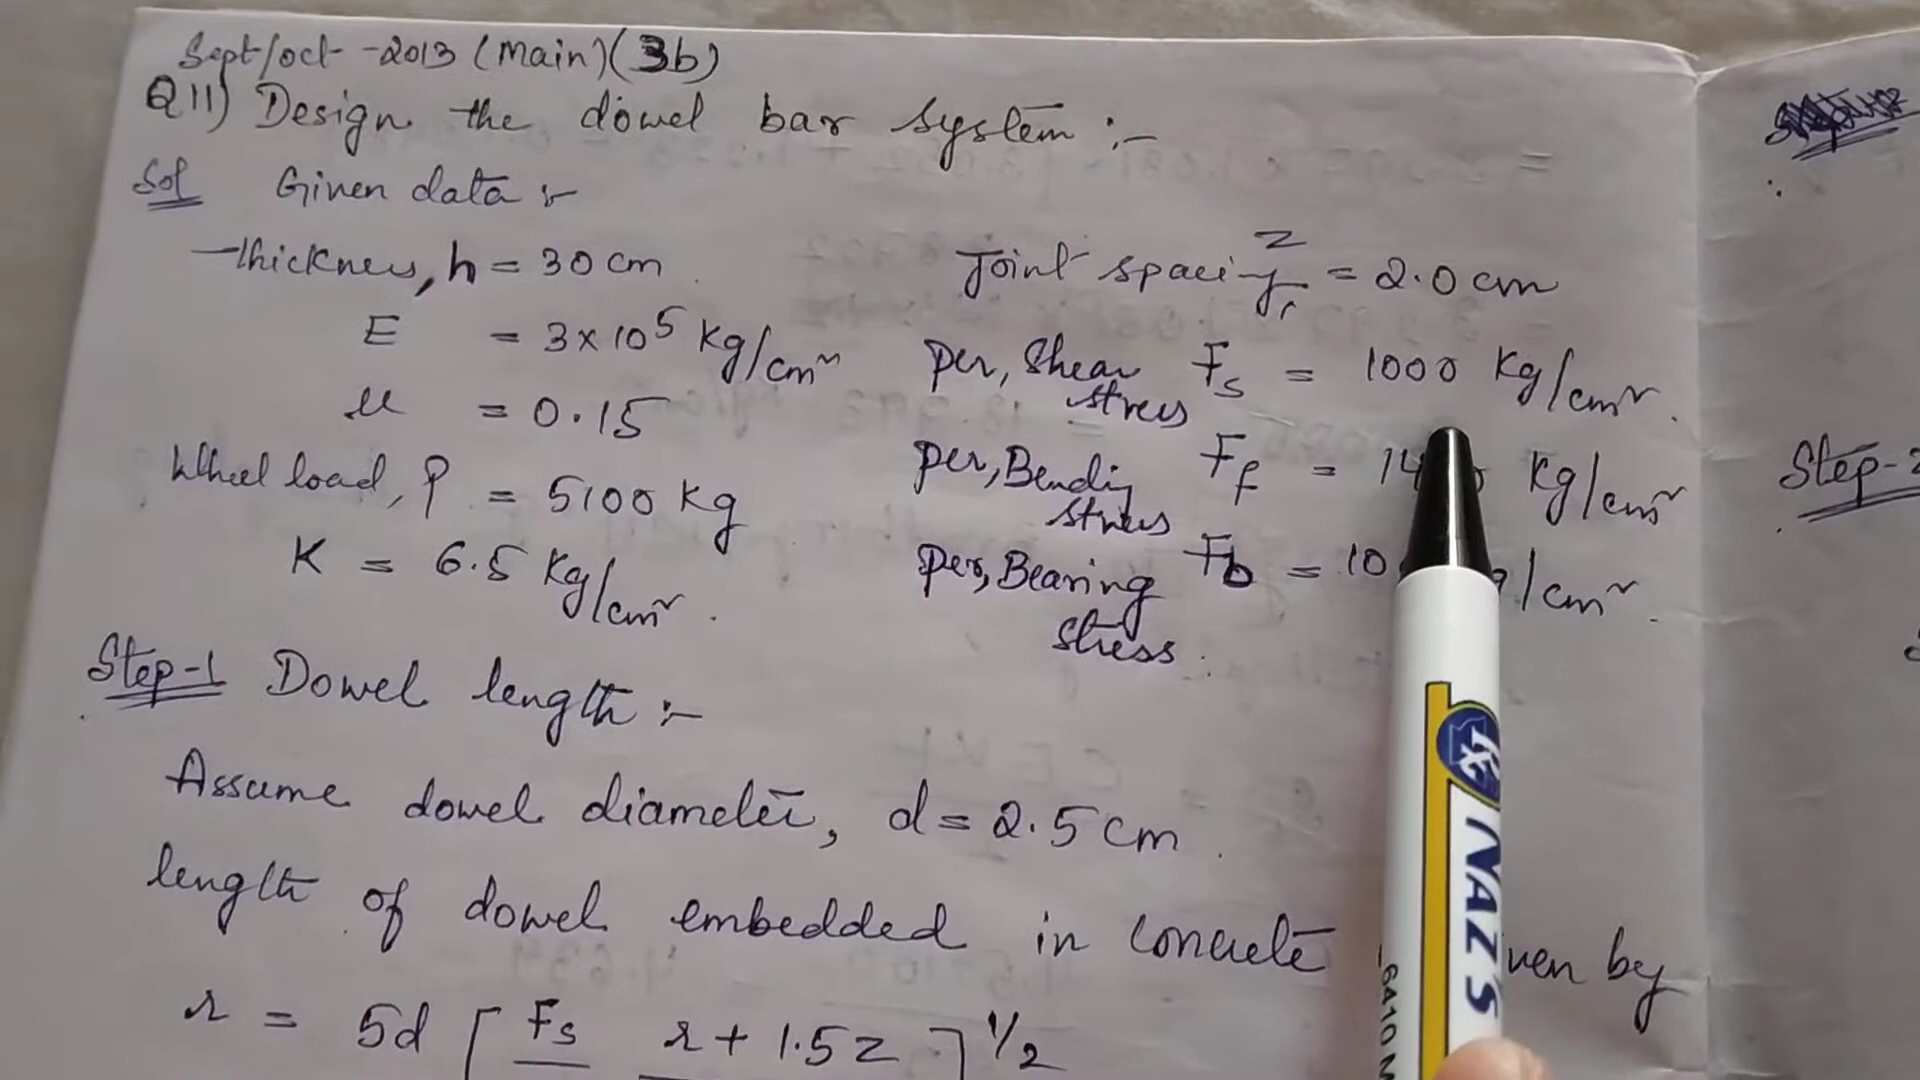 Sept/oct -2013 (Main)(3b)
Q11) Design the dowel bar system :-
Sol Given data :-
thickness, h = 30 cm
E = 3×10⁵ kg/cm²
μ = 0.15
Wheel load, P = 5100 kg
K = 6.5 kg/cm².
Joint spacing, z = 2.0 cm
per, Shear stress Fs = 1000 kg/cm².
per, Bending stress Ff = 14 kg/cm²
per, Bearing stress. Fb = 10 /cm².
Step-1 Dowel length :-
Assume dowel diameter, d = 2.5 cm.
length of dowel embedded in concrete ven by
r = 5d [ Fs r + 1.5z ] 1/2
Step-2
NAZ'S
6410 M